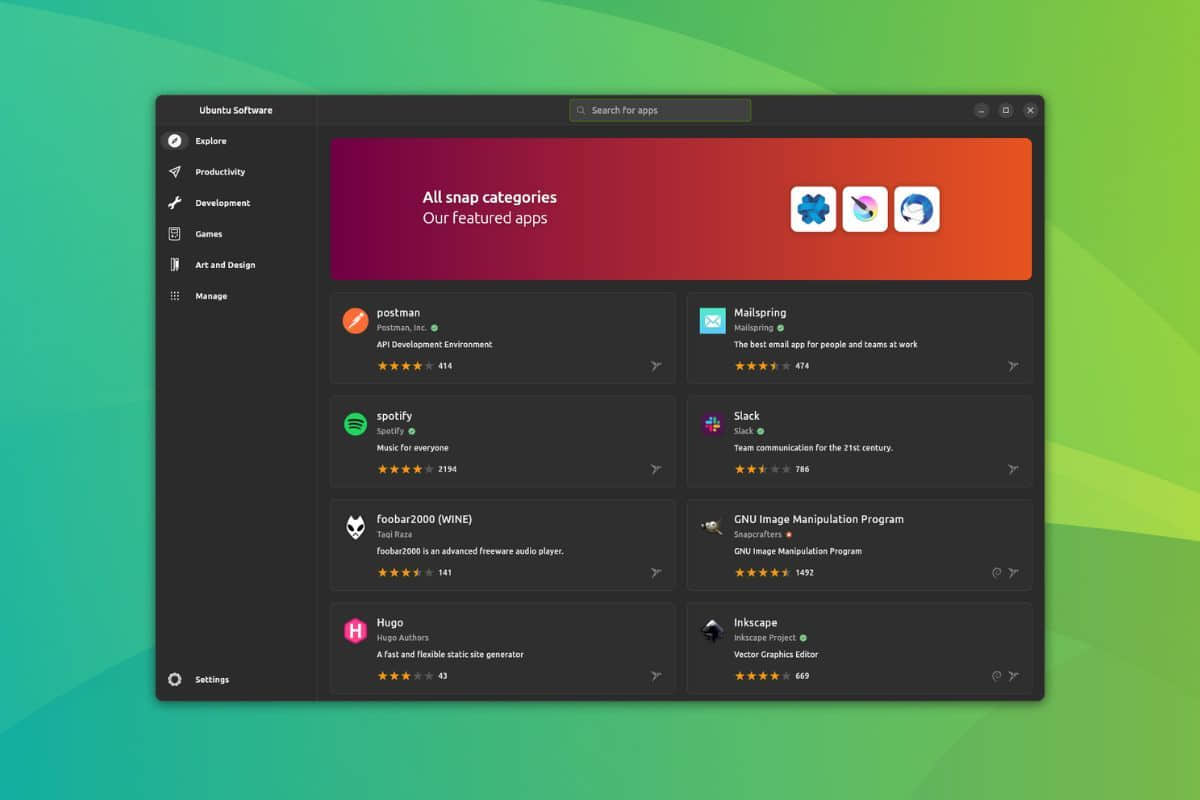 Ubuntu Software
Search for apps
Explore
Productivity
Development
Games
Art and Design
Manage
Settings
All snap categories
Our featured apps
postman
Postman, Inc.
API Development Environment
414
Mailspring
Mailspring
The best email app for people and teams at work
474
spotify
Spotify
Music for everyone
2194
Slack
Slack
Team communication for the 21st century.
786
foobar2000 (WINE)
Taqi Raza
foobar2000 is an advanced freeware audio player.
141
GNU Image Manipulation Program
Snapcrafters
GNU Image Manipulation Program
1492
H
Hugo
Hugo Authors
A fast and flexible static site generator
43
Inkscape
Inkscape Project
Vector Graphics Editor
669